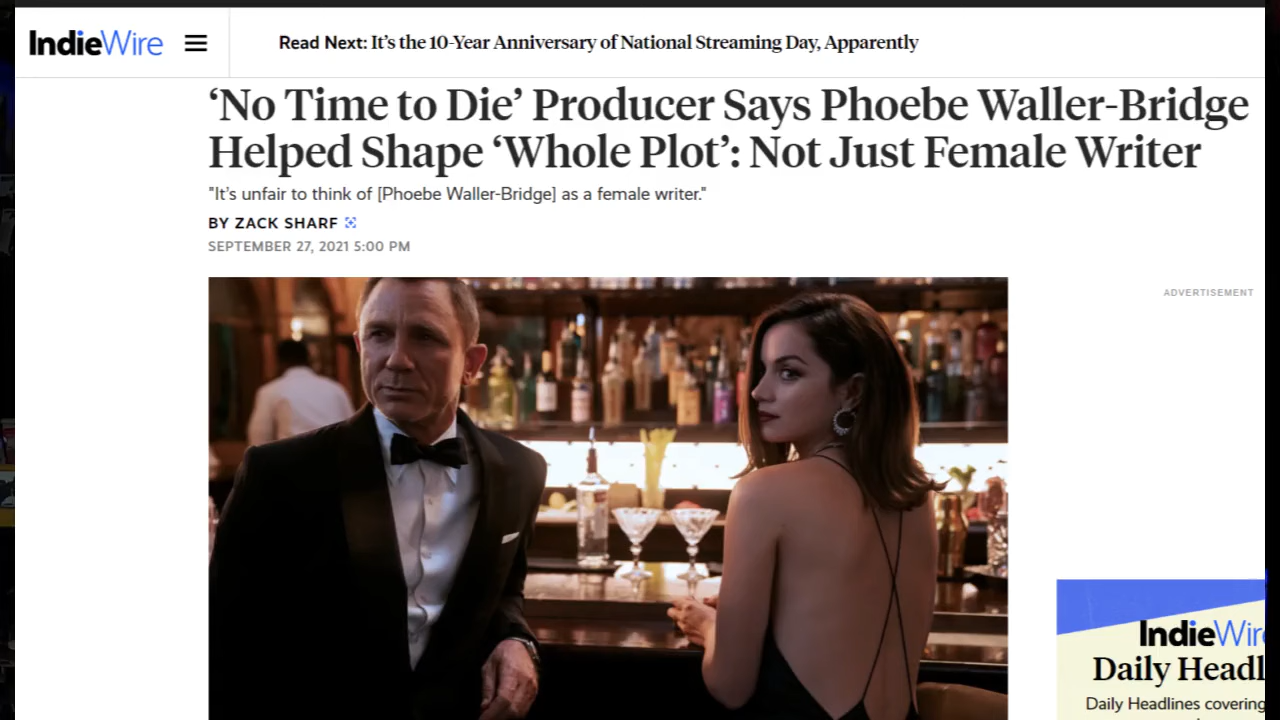 IndieWire
Read Next: It's the 10-Year Anniversary of National Streaming Day, Apparently
‘No Time to Die’ Producer Says Phoebe Waller-Bridge
Helped Shape ‘Whole Plot’: Not Just Female Writer
"It's unfair to think of [Phoebe Waller-Bridge] as a female writer."
BY ZACK SHARF
SEPTEMBER 27, 2021 5:00 PM
ADVERTISEMENT
IndieWir
Daily Headl
Daily Headlines covering